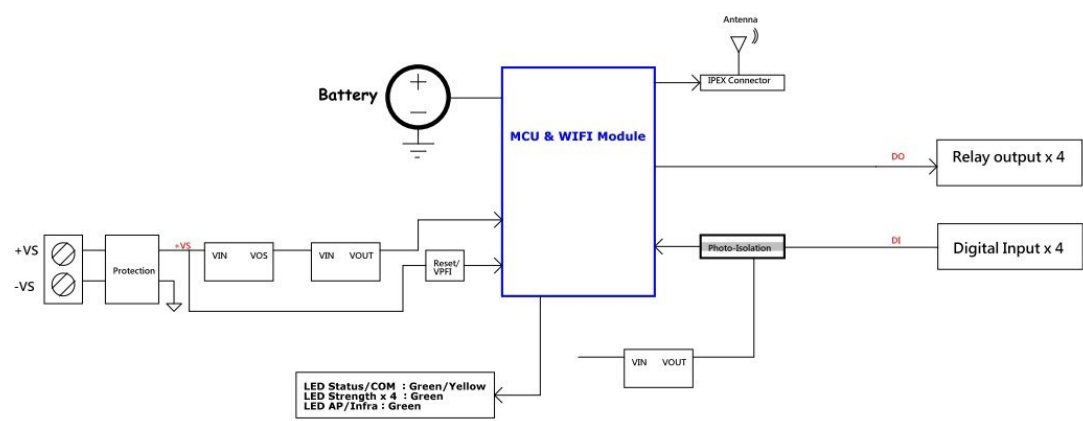 Antenna
IPEX Connector
Battery
+
—
MCU & WIFI Module
DO
Relay output x 4
+VS
-VS
Protection
+VS
VIN VOS
VIN VOUT
Reset/
VPFI
Photo-Isolation
DI
Digital Input x 4
VIN VOUT
LED Status/COM : Green/Yellow
LED Strength x 4 : Green
LED AP/Infra : Green